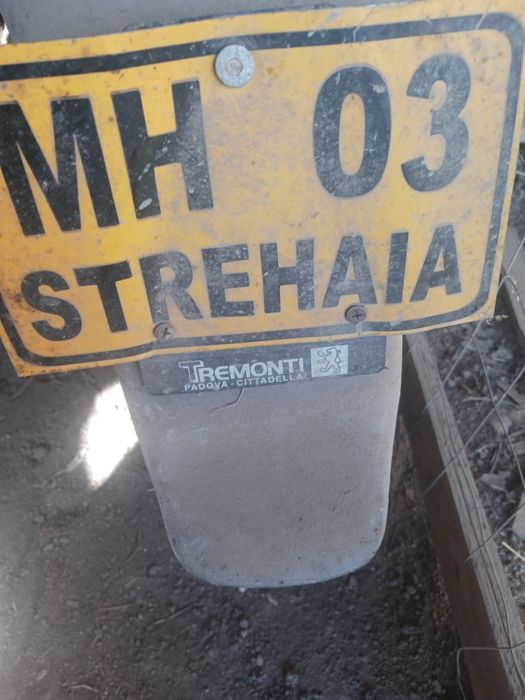 MH 03
STREHAIA
TREMONTI
PADOVA - CITTADELLA